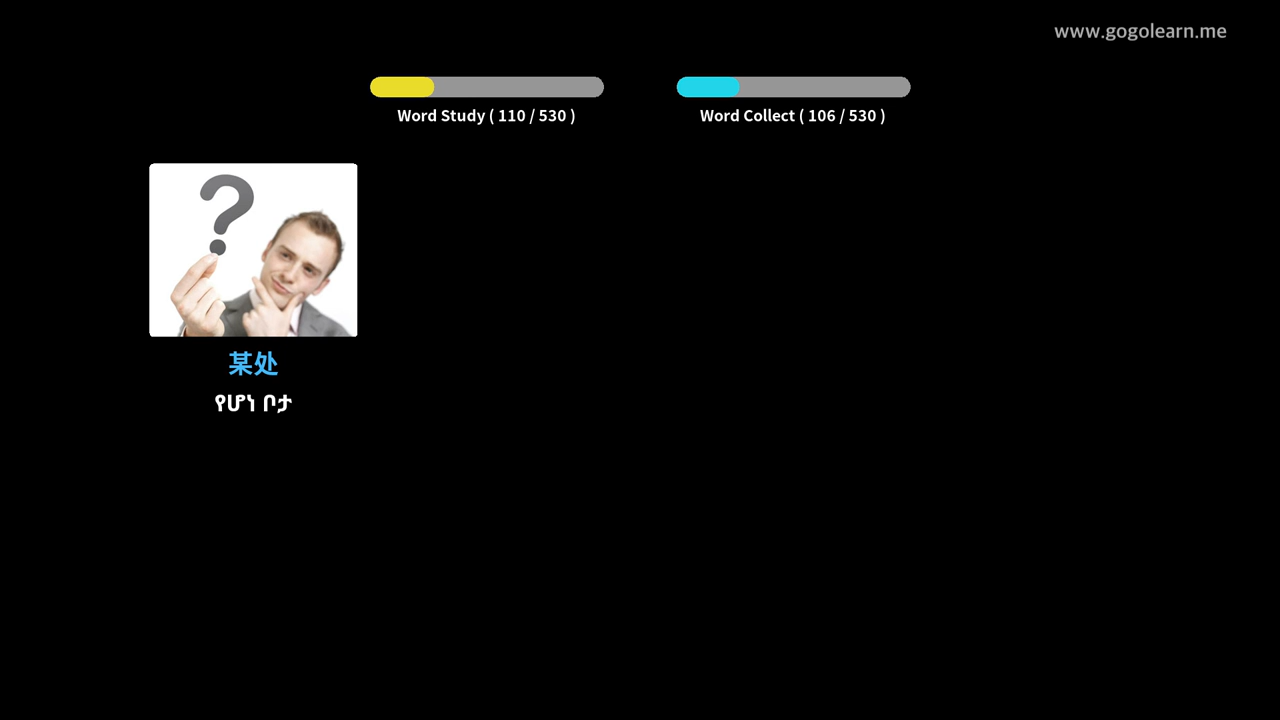 www.gogolearn.me
Word Study ( 110 / 530 )
Word Collect ( 106 / 530 )
?
某处
የሆነ ቦታ